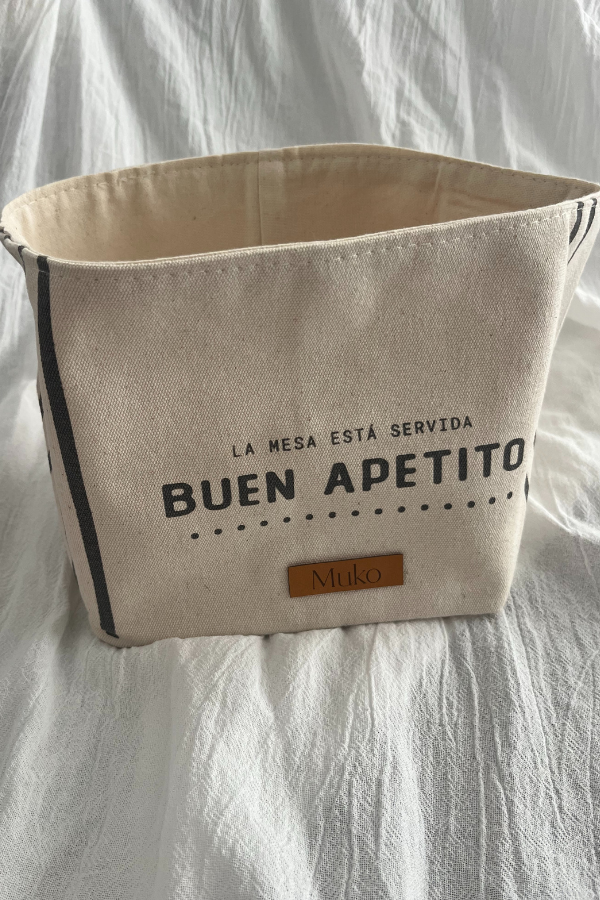 LA MESA ESTÁ SERVIDA
BUEN APETITO
Muko